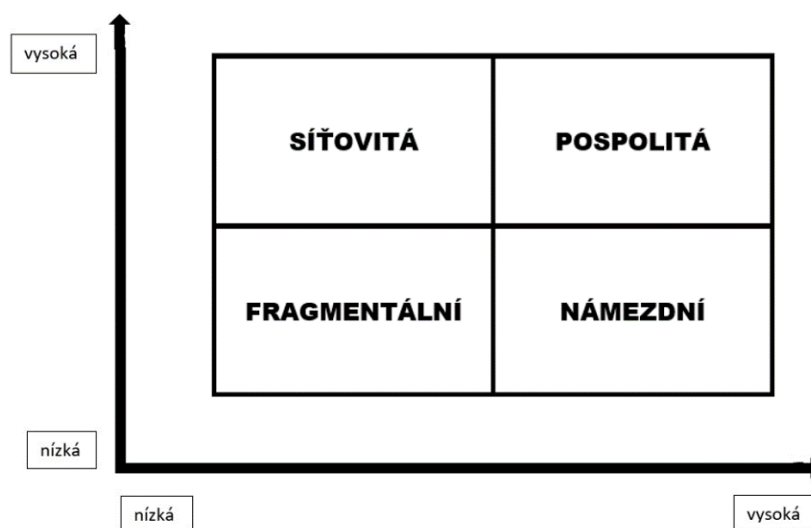 vysoká
SÍŤOVITÁ
POSPOLITÁ
FRAGMENTÁLNÍ
NÁMEZDNÍ
nízká
nízká
vysoká